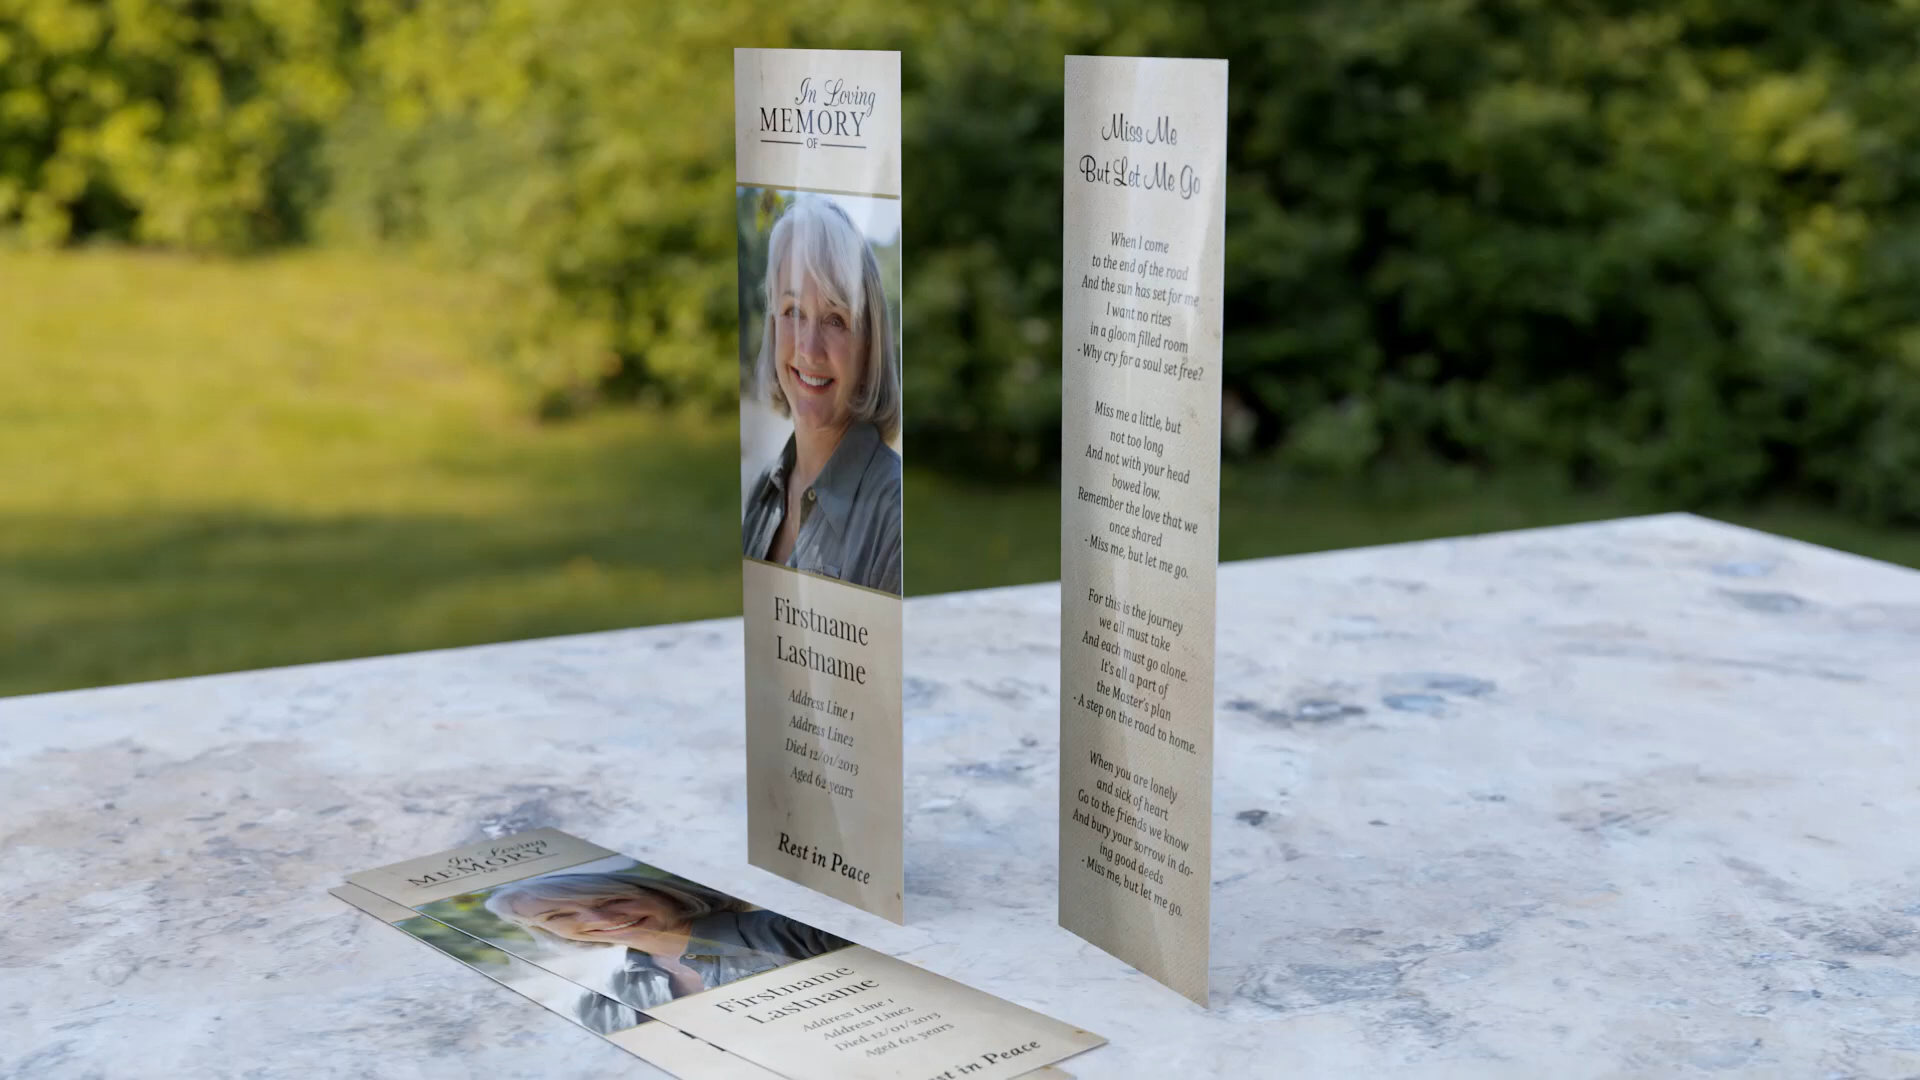 In Loving
MEMORY
OF
Firstname
Lastname
Address Line 1
Address Line2
Died 12/01/2013
Aged 62 years
Rest in Peace
Miss Me
But Let Me Go
When I come
to the end of the road
And the sun has set for me
I want no rites
in a gloom filled room
- Why cry for a soul set free?
Miss me a little, but
not too long
And not with your head
bowed low.
Remember the love that we
once shared
- Miss me, but let me go.
For this is the journey
we all must take
And each must go alone.
It's all a part of
the Master's plan
- A step on the road to home.
When you are lonely
and sick of heart
Go to the friends we know
And bury your sorrow in do-
ing good deeds
- Miss me, but let me go.
In Loving
MEMORY
OF
Firstname
Lastname
Address Line 1
Address Line2
Died 12/01/2013
Aged 62 years
in Peace